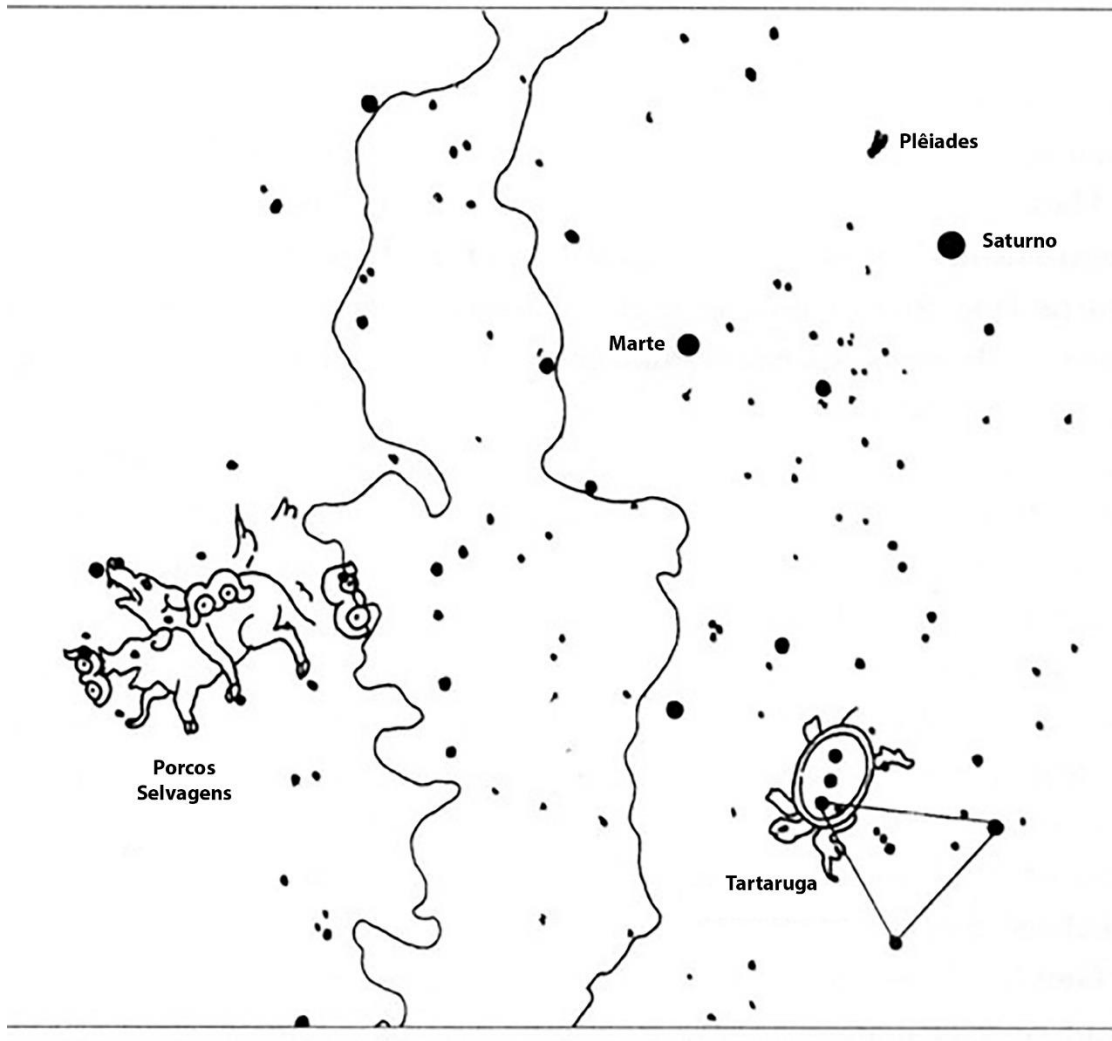 Plêiades
Saturno
Marte
Porcos
Selvagens
Tartaruga